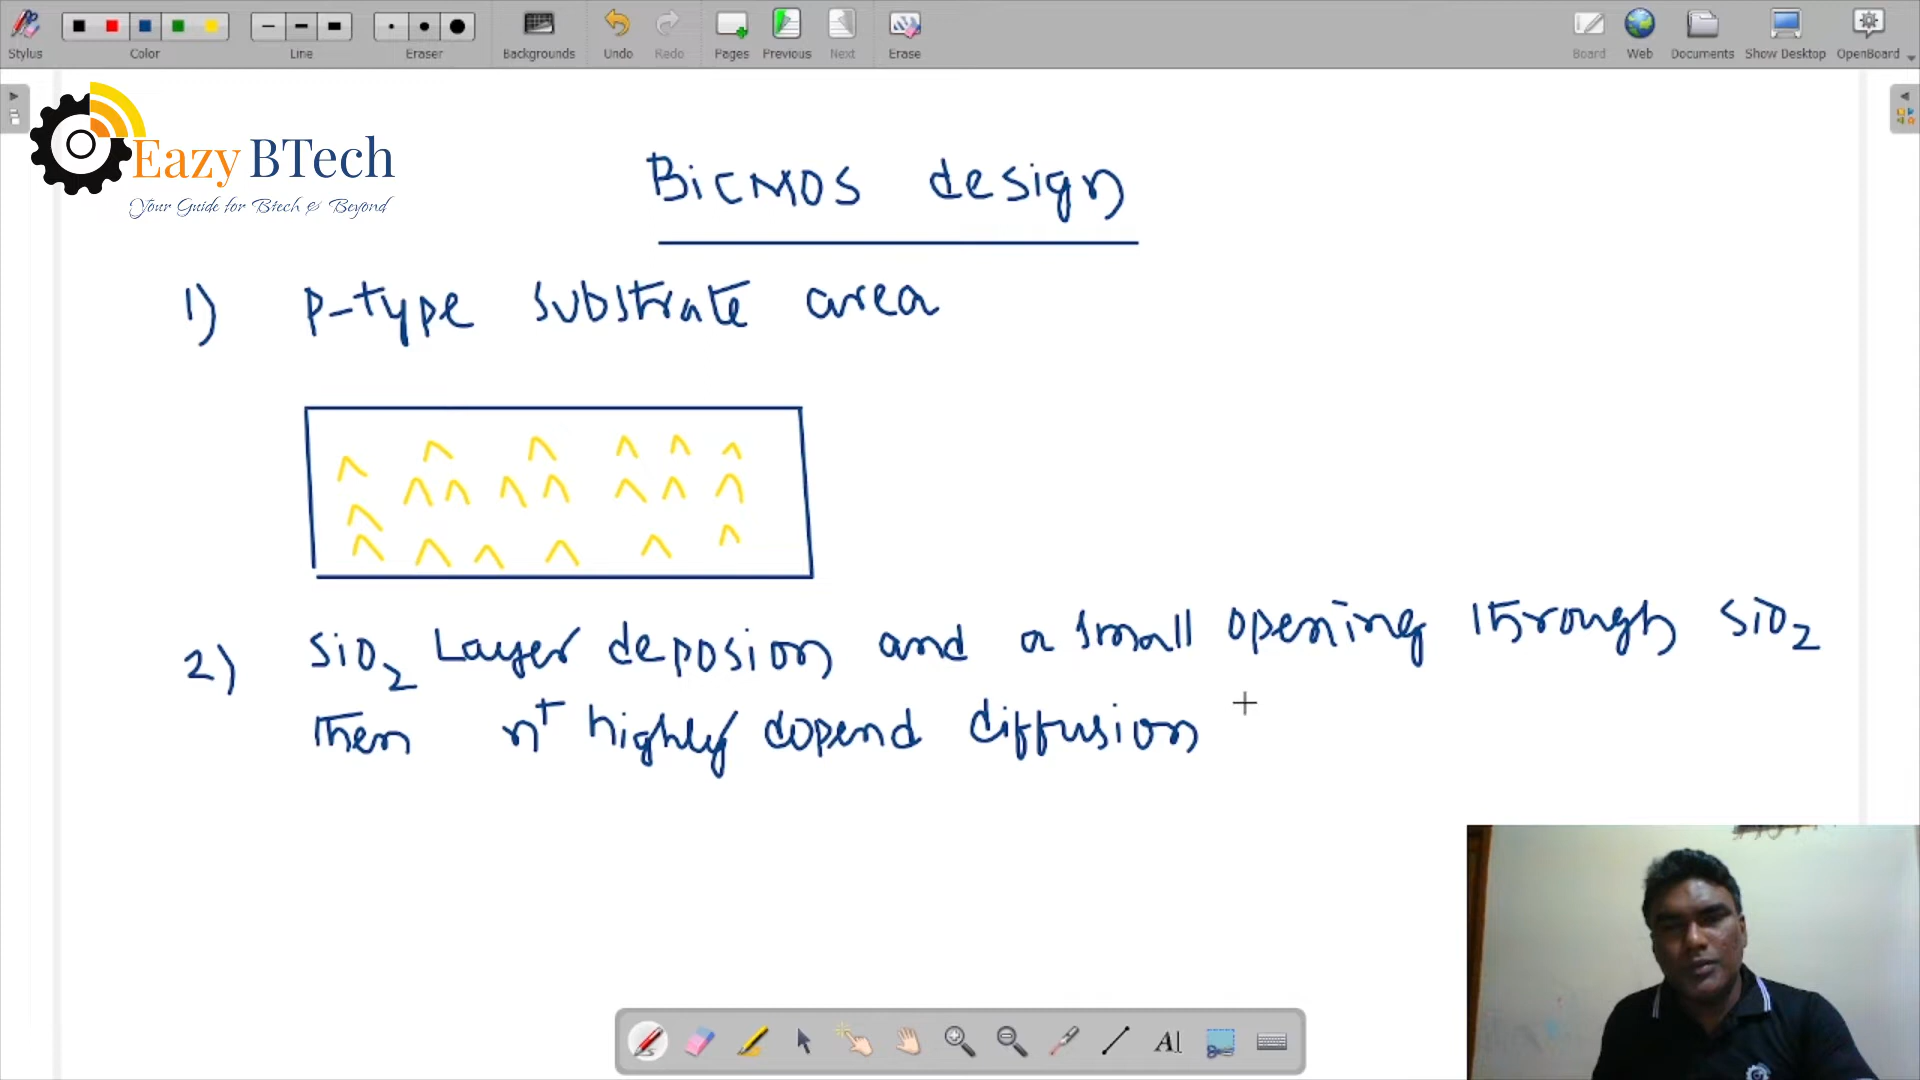 Stylus Color Line Eraser Backgrounds Undo Redo Pages Previous Next Erase Board Web Documents Show Desktop OpenBoard
Eazy BTech
Your Guide for Btech & Beyond
BiCMOS design
1) P-type substrate area
2) SiO2 Layer deposion and a small opening through SiO2
then n+ highly dopend diffusion